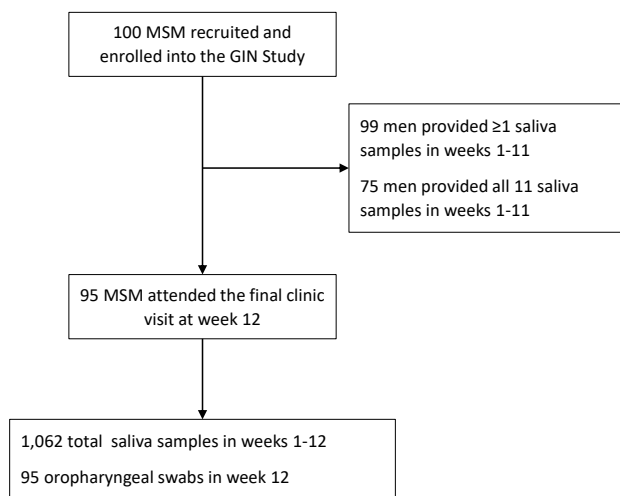 100 MSM recruited and
enrolled into the GIN Study
99 men provided ≥1 saliva
samples in weeks 1-11
75 men provided all 11 saliva
samples in weeks 1-11
95 MSM attended the final clinic
visit at week 12
1,062 total saliva samples in weeks 1-12
95 oropharyngeal swabs in week 12